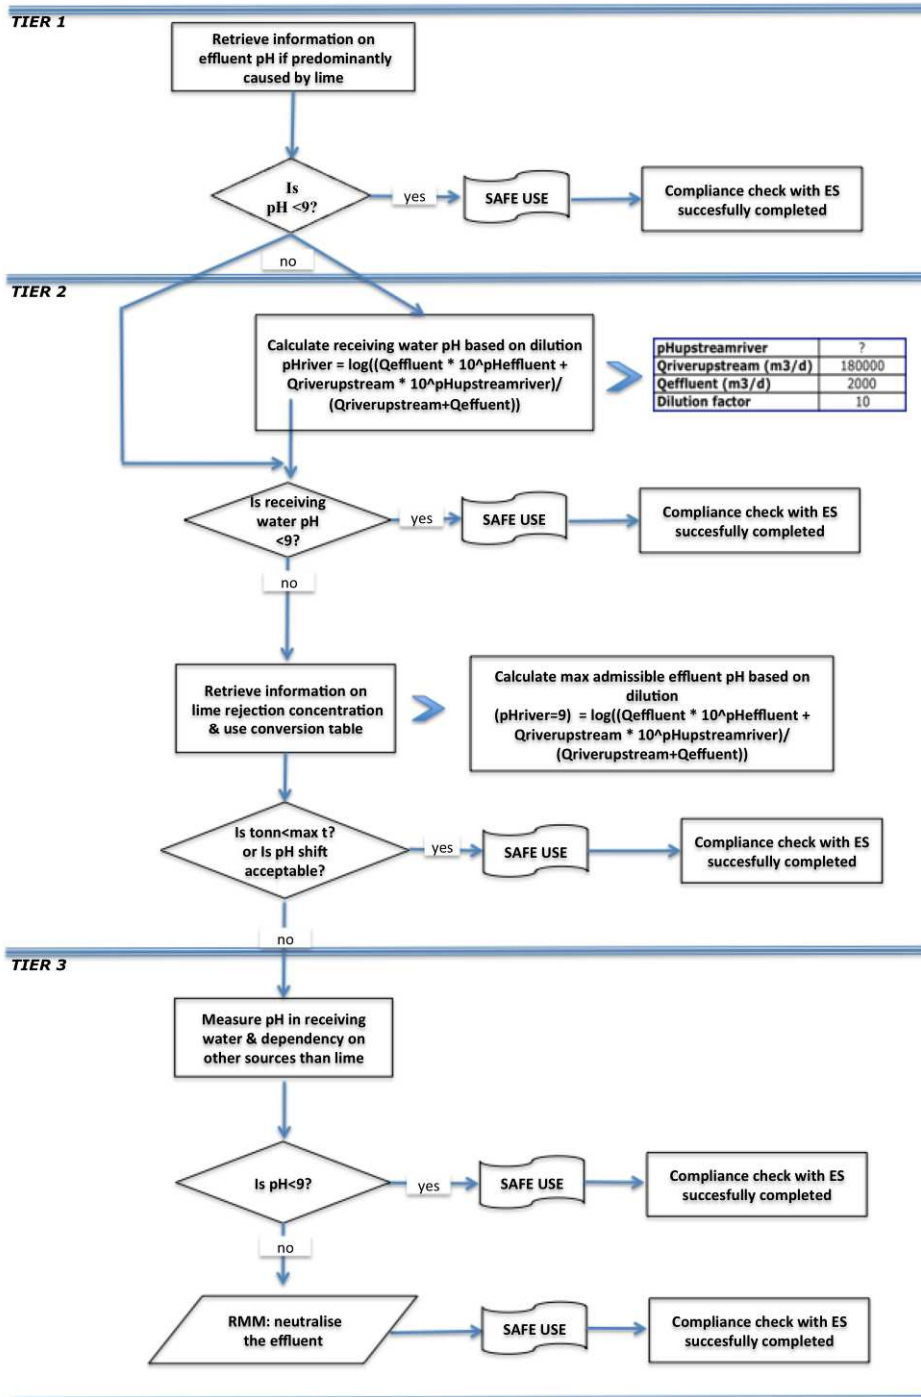 TIER 1
Retrieve information on
effluent pH if predominantly
caused by lime
Is
pH <9?
yes
SAFE USE
Compliance check with ES
succesfully completed
no
TIER 2
Calculate receiving water pH based on dilution
pHriver = log((Qeffluent * 10^pHeffluent +
Qriverupstream * 10^pHupstreamriver)/
(Qriverupstream+Qeffuent))
pHupstreamriver ?
Qriverupstream (m3/d) 180000
Qeffluent (m3/d) 2000
Dilution factor 10
Is receiving
water pH
<9?
yes
SAFE USE
Compliance check with ES
succesfully completed
no
Retrieve information on
lime rejection concentration
& use conversion table
Calculate max admissible effluent pH based on
dilution
(pHriver=9) = log((Qeffluent * 10^pHeffluent +
Qriverupstream * 10^pHupstreamriver)/
(Qriverupstream+Qeffuent))
Is tonn<max t?
or Is pH shift
acceptable?
yes
SAFE USE
Compliance check with ES
succesfully completed
no
TIER 3
Measure pH in receiving
water & dependency on
other sources than lime
Is pH<9?
yes
SAFE USE
Compliance check with ES
succesfully completed
no
RMM: neutralise
the effluent
SAFE USE
Compliance check with ES
succesfully completed